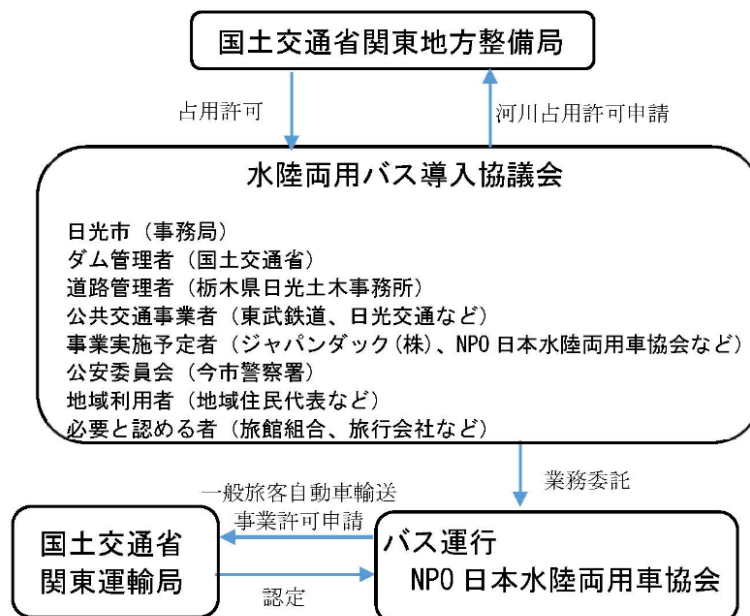 国土交通省関東地方整備局
占用許可
河川占用許可申請
水陸両用バス導入協議会
日光市（事務局）
ダム管理者（国土交通省）
道路管理者（栃木県日光土木事務所）
公共交通事業者（東武鉄道、日光交通など）
事業実施予定者（ジャパンダック(株)、NPO日本水陸両用車協会など）
公安委員会（今市警察署）
地域利用者（地域住民代表など）
必要と認める者（旅館組合、旅行会社など）
業務委託
一般旅客自動車輸送
事業許可申請
国土交通省
関東運輸局
認定
バス運行
NPO日本水陸両用車協会